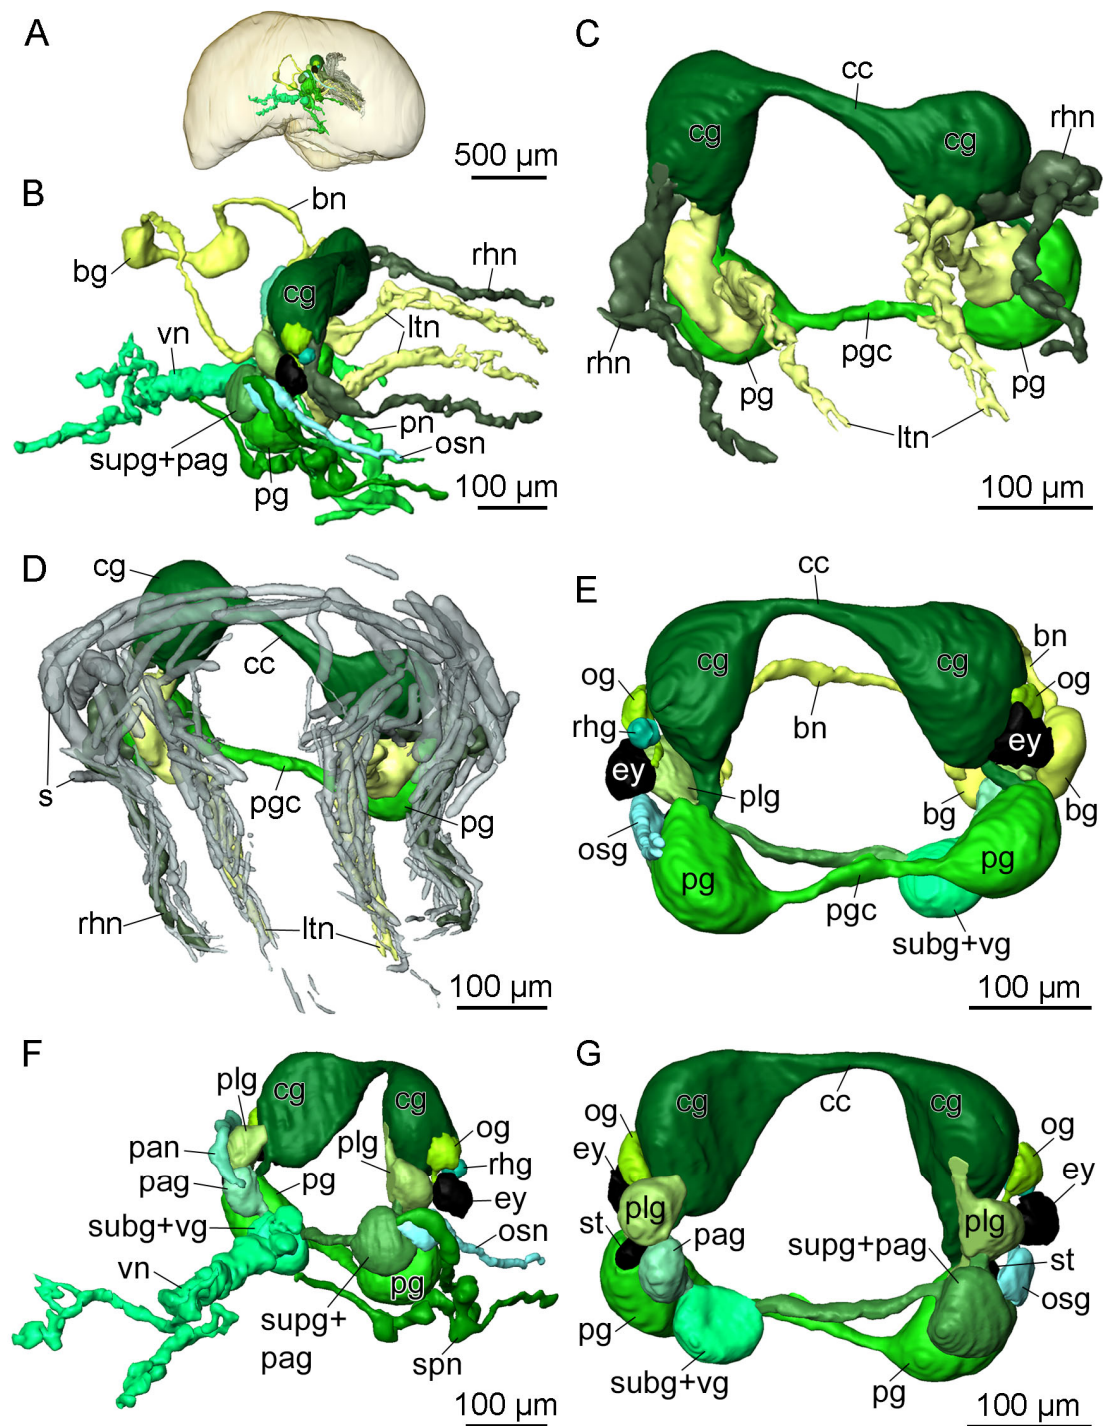 A
500 µm
B
bn
bg
rhn
cg
ltn
vn
pn
osn
supg+pag
pg
100 µm
C
cc
cg
cg
rhn
rhn
pgc
pg
pg
ltn
100 µm
D
cg
cc
s
pgc
pg
rhn
ltn
100 µm
E
cc
bn
cg
cg
og
og
rhg
bn
ey
ey
plg
bg
bg
osg
pg
pg
pgc
subg+vg
100 µm
F
plg
cg
cg
og
pan
plg
rhg
pag
pg
ey
subg+vg
osn
vn
pg
supg+
pag
spn
100 µm
G
cg
cc
cg
og
og
ey
ey
plg
plg
st
pag
supg+pag
st
osg
pg
subg+vg
pg
100 µm